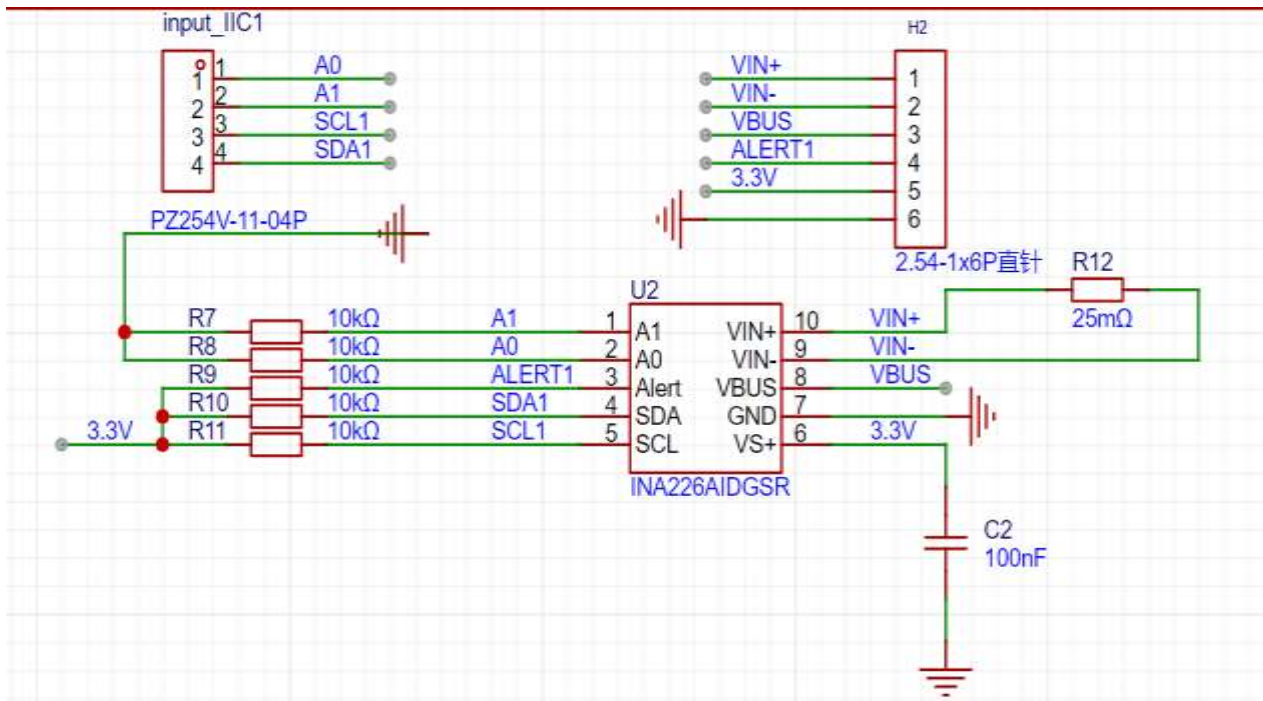 input_IIC1
1 1 A0
2 2 A1
3 3 SCL1
4 4 SDA1
PZ254V-11-04P
H2
VIN+ 1
VIN- 2
VBUS 3
ALERT1 4
3.3V 5
6
2.54-1x6P直针
R12
25mΩ
U2
R7 10kΩ A1 1 A1 VIN+ 10 VIN+
R8 10kΩ A0 2 A0 VIN- 9 VIN-
R9 10kΩ ALERT1 3 Alert VBUS 8 VBUS
R10 10kΩ SDA1 4 SDA GND 7
3.3V R11 10kΩ SCL1 5 SCL VS+ 6 3.3V
INA226AIDGSR
C2
100nF